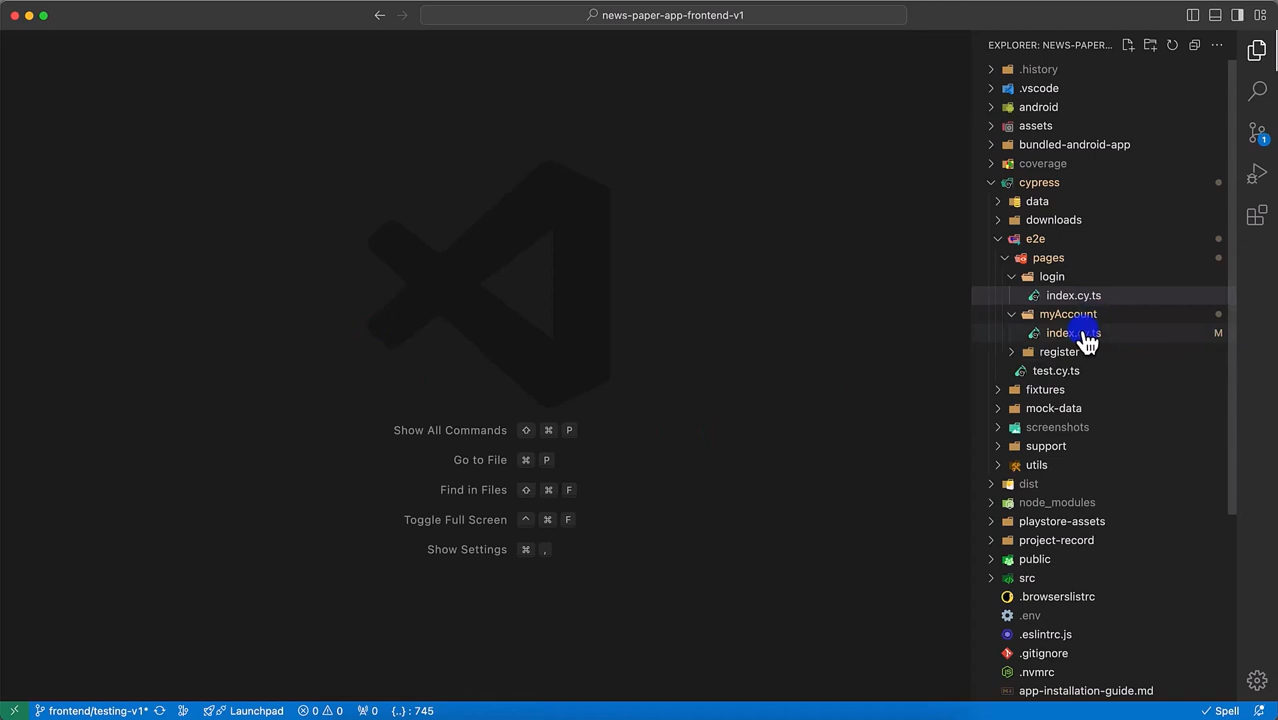 news-paper-app-frontend-v1
EXPLORER: NEWS-PAPER...
.history
.vscode
android
assets
bundled-android-app
coverage
cypress
data
downloads
e2e
pages
login
index.cy.ts
myAccount
M
register
test.cy.ts
fixtures
mock-data
screenshots
support
utils
dist
node_modules
playstore-assets
project-record
public
src
.browserslistrc
.env
.eslintrc.js
.gitignore
.nvmrc
app-installation-guide.md
1
Show All Commands ⇧ ⌘ P
Go to File ⌘ P
Find in Files ⇧ ⌘ F
Toggle Full Screen ^ ⌘ F
Show Settings ⌘ ,
frontend/testing-v1* Launchpad 0 0 0 {..} : 745 Spell